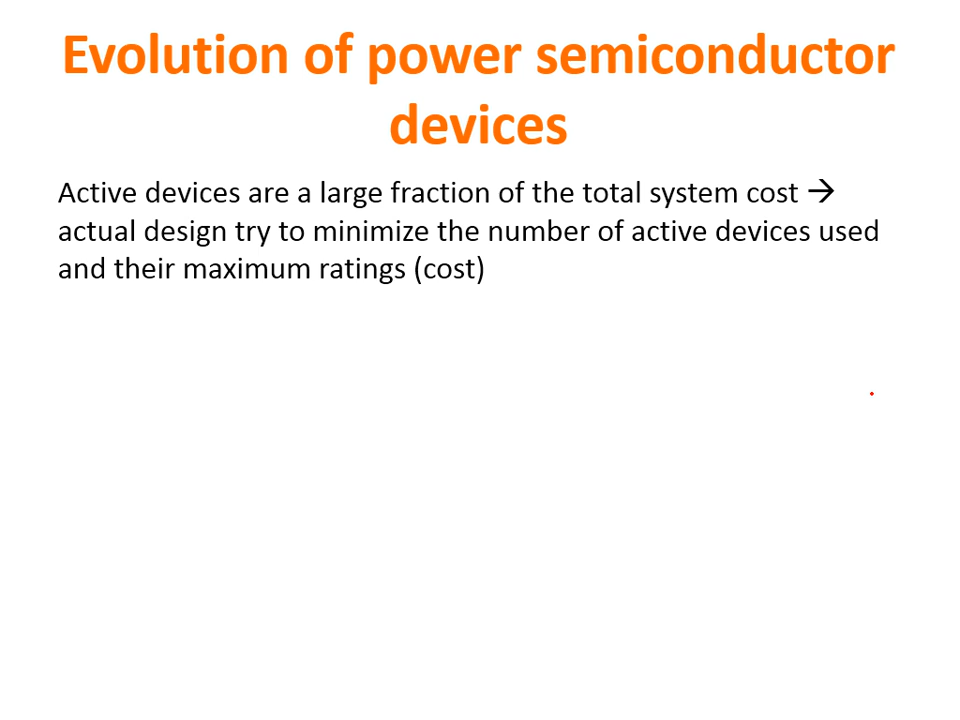 Evolution of power semiconductor
devices
Active devices are a large fraction of the total system cost →
actual design try to minimize the number of active devices used
and their maximum ratings (cost)